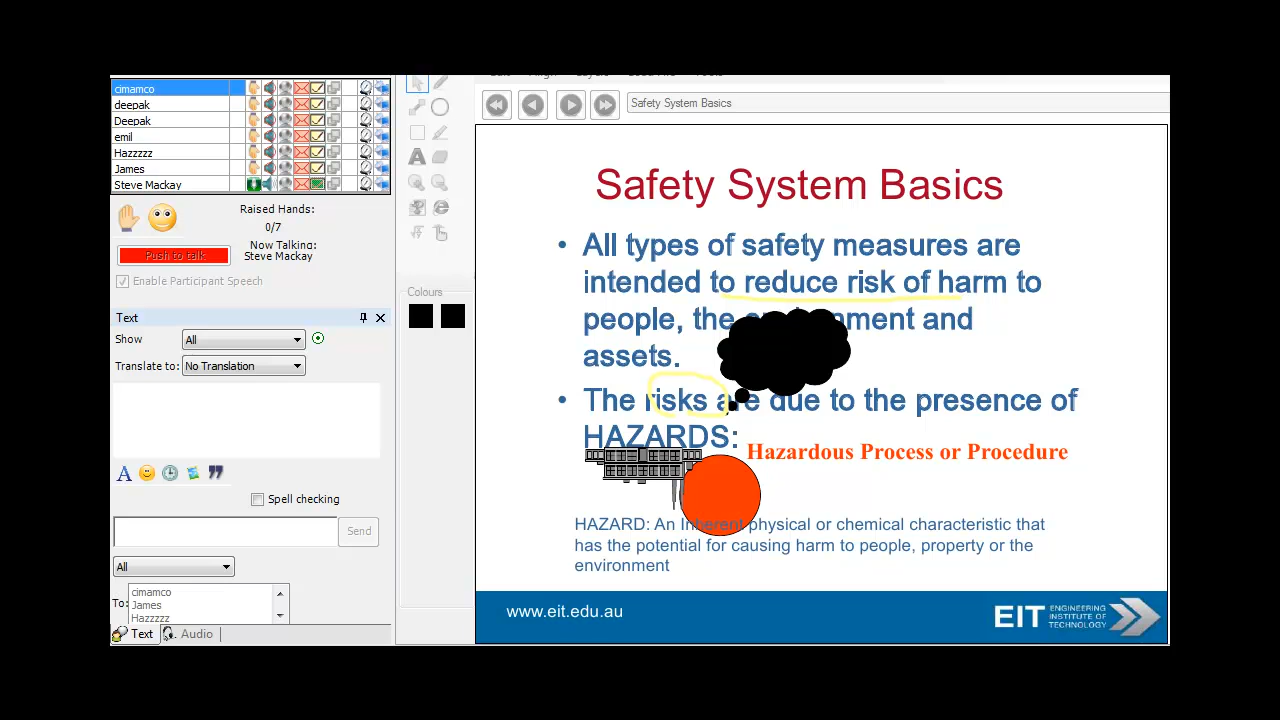 cimamco
deepak
Deepak
emil
Hazzzzz
James
Steve Mackay
Raised Hands:
0/7
Now Talking:
Push to talk
Steve Mackay
Enable Participant Speech
Text
Show
All
Translate to:
No Translation
Spell checking
Send
All
To:
cimamco
James
Hazzzzz
Text
Audio
Colours
Safety System Basics
Safety System Basics
• All types of safety measures are
intended to reduce risk of harm to
people, the and
assets.
• The risks are due to the presence of
HAZARDS:
Hazardous Process or Procedure
HAZARD: An Inherent physical or chemical characteristic that
has the potential for causing harm to people, property or the
environment
www.eit.edu.au
EIT ENGINEERING
INSTITUTE OF
TECHNOLOGY